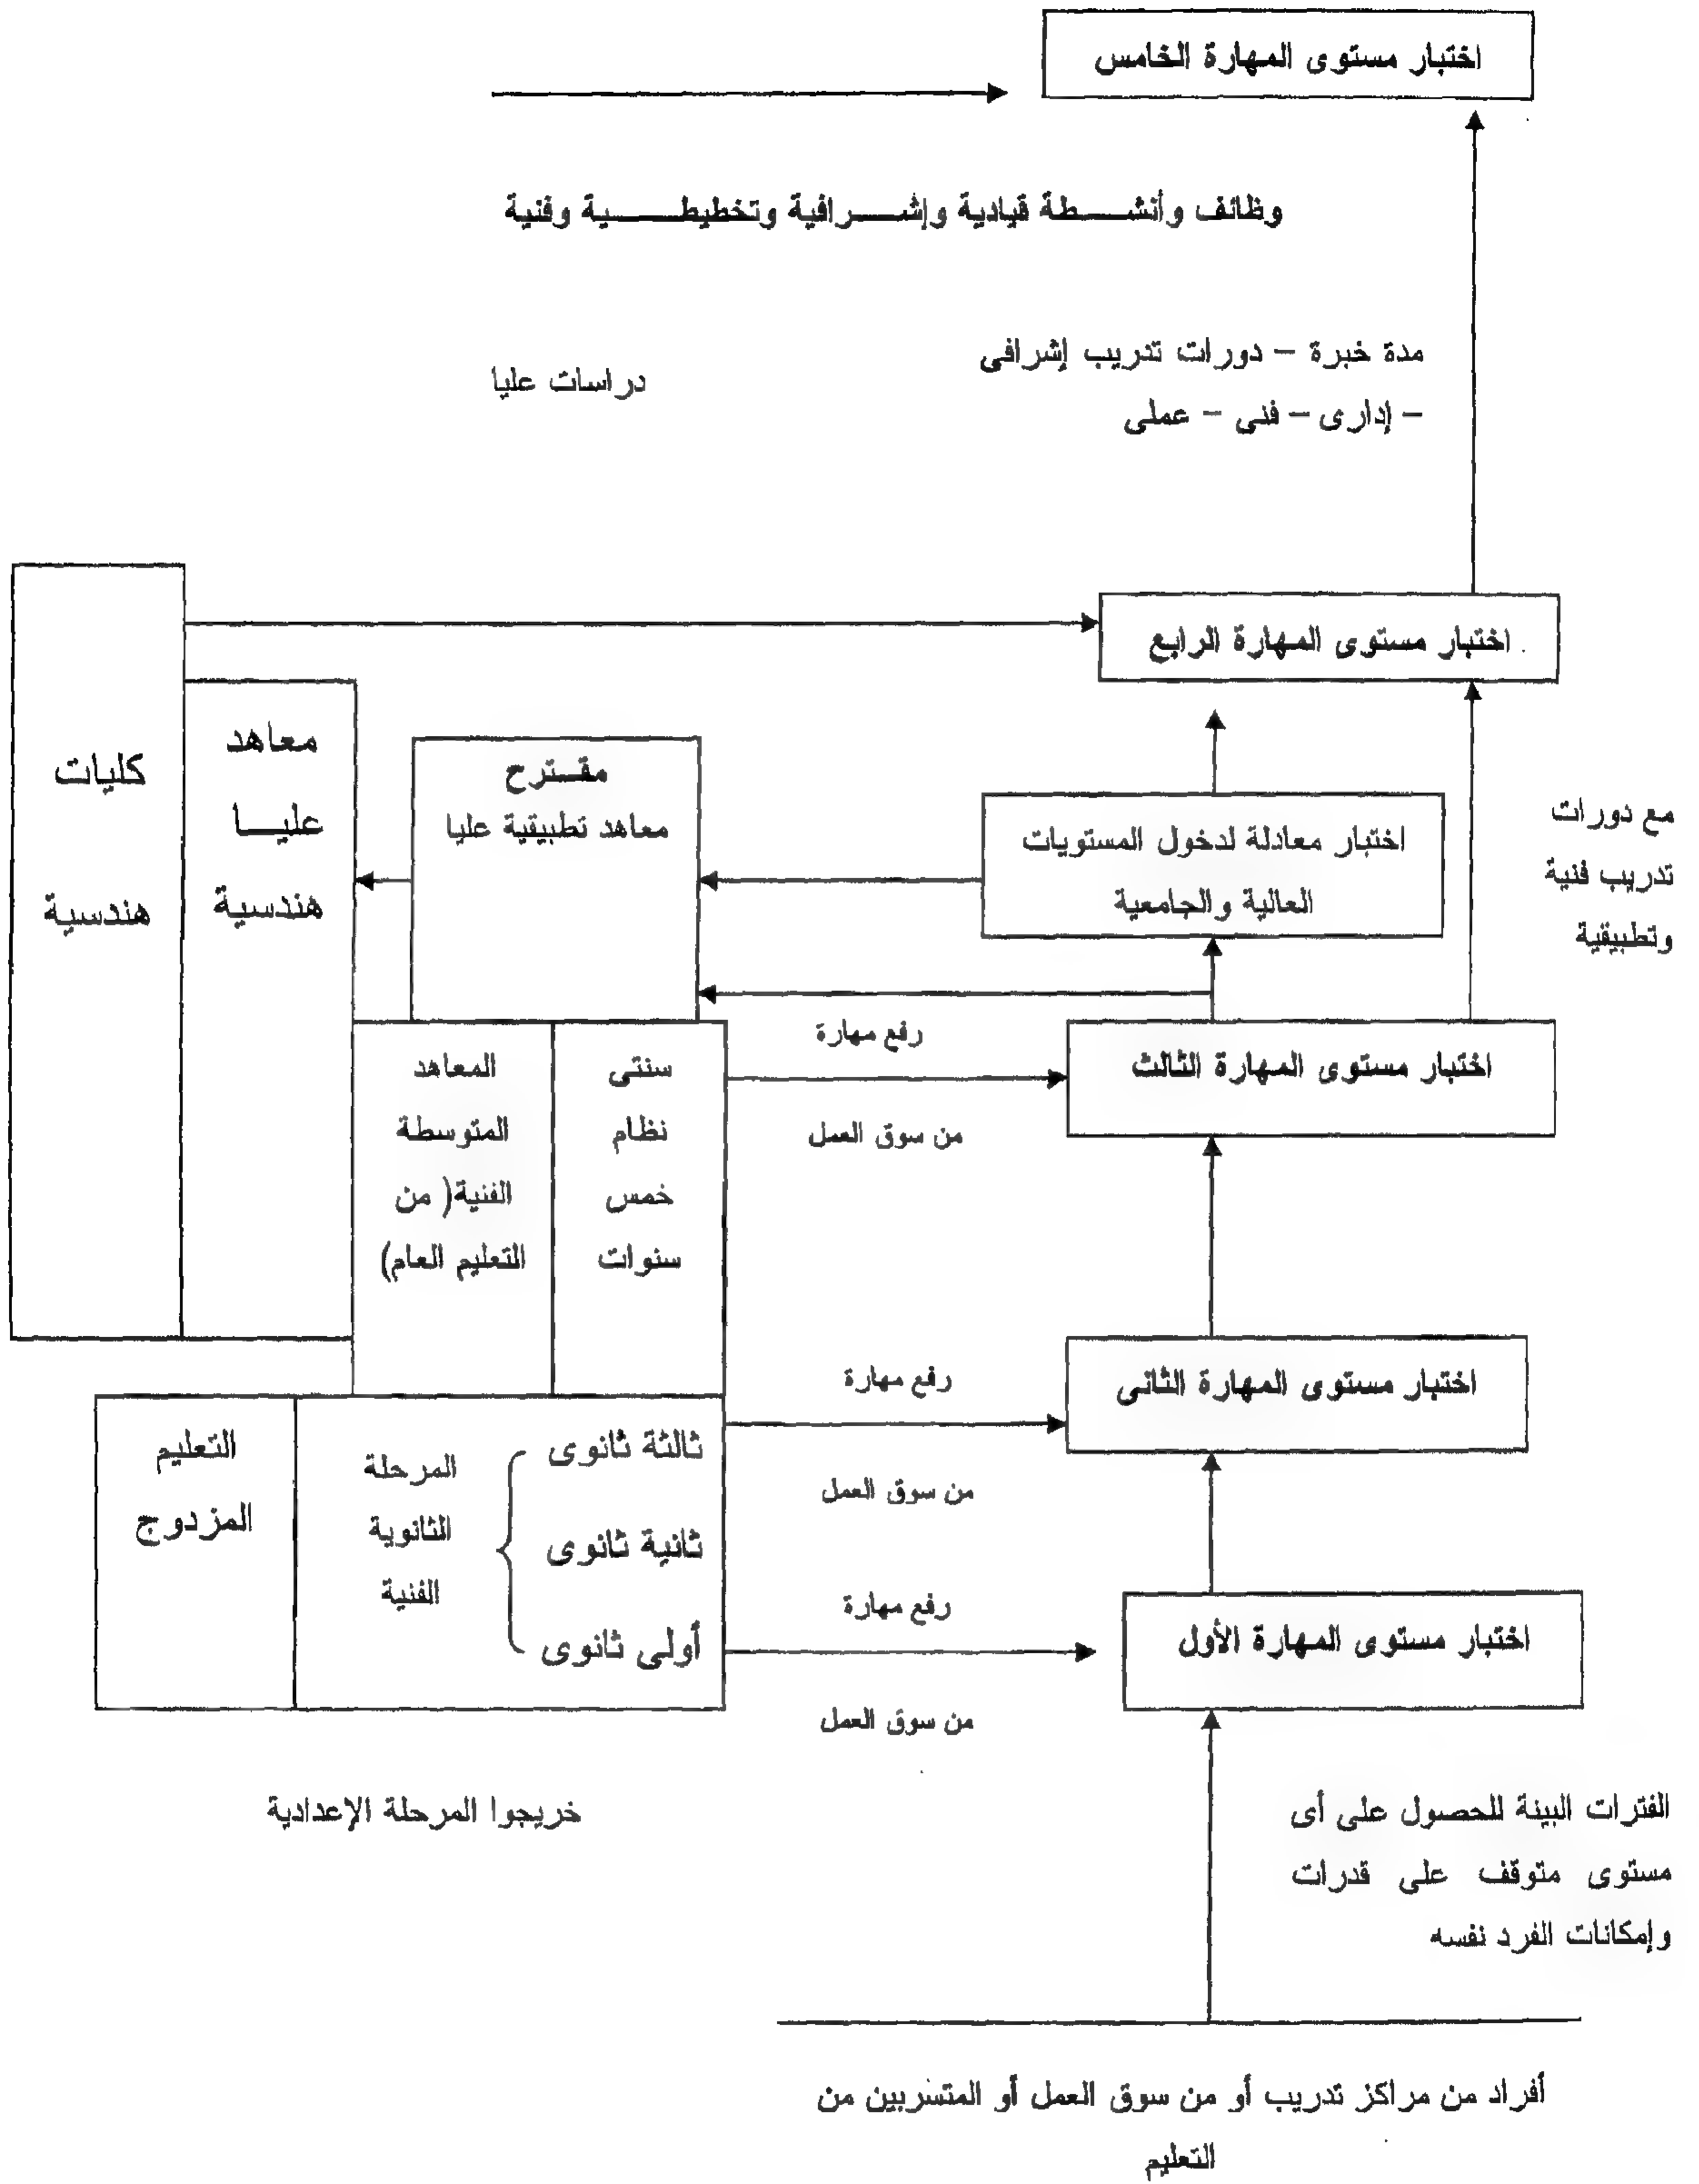 اختبار مستوى المهارة الخامس
وظائف وأنشطة قيادية وإشرافية وتخطيطية وفنية
مدة خبرة – دورات تدريب إشرافى
– إدارى – فنى – عملى
دراسات عليا
اختبار مستوى المهارة الرابع
كليات
هندسية
معاهد
عليا
هندسية
مقترح
معاهد تطبيقية عليا
اختبار معادلة لدخول المستويات
العالية والجامعية
مع دورات
تدريب فنية
وتطبيقية
اختبار مستوى المهارة الثالث
رفع مهارة
من سوق العمل
سنتى
نظام
خمس
سنوات
المعاهد
المتوسطة
الفنية( من
التعليم العام)
اختبار مستوى المهارة الثانى
رفع مهارة
من سوق العمل
ثالثة ثانوى
ثانية ثانوى
أولى ثانوى
المرحلة
الثانوية
الفنية
التعليم
المزدوج
اختبار مستوى المهارة الأول
رفع مهارة
من سوق العمل
خريجوا المرحلة الإعدادية
الفترات البينة للحصول على أى
مستوى متوقف على قدرات
وإمكانات الفرد نفسه
أفراد من مراكز تدريب أو من سوق العمل أو المتسربين من
التعليم